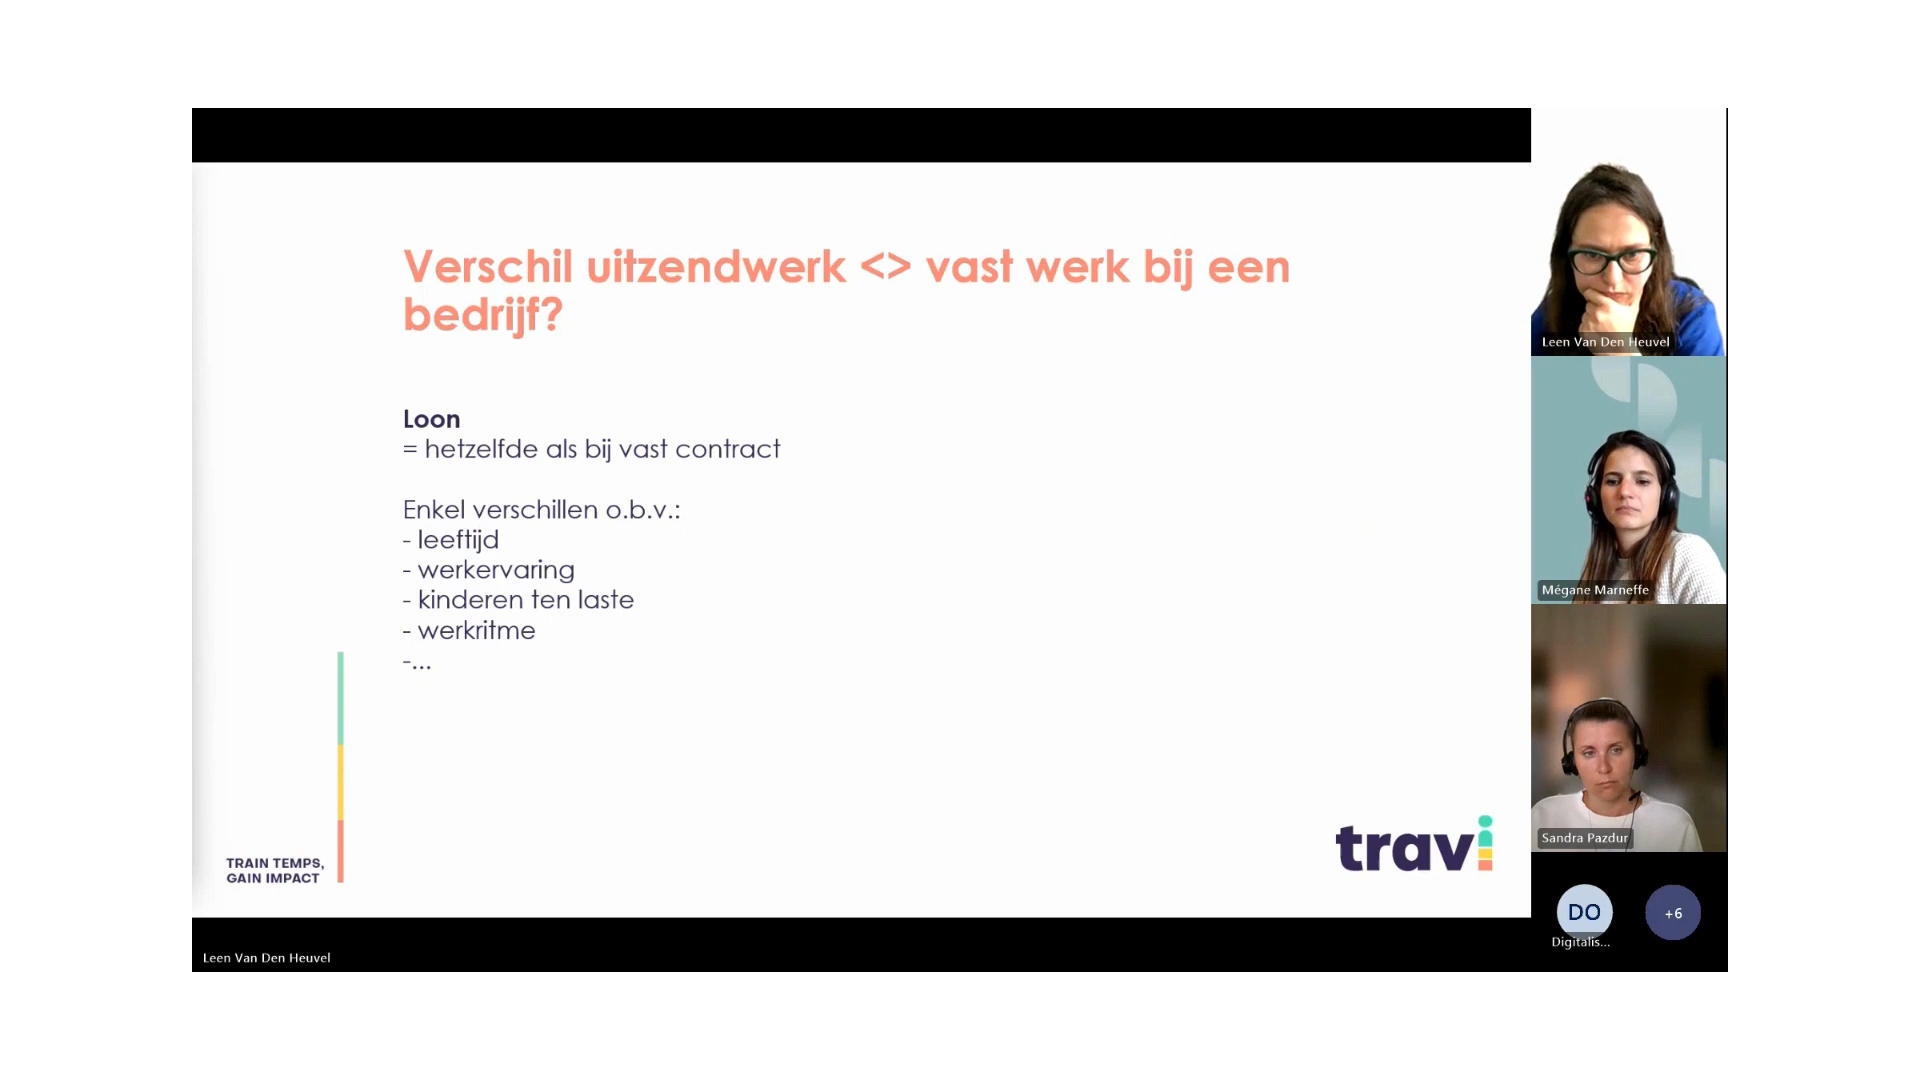 Verschil uitzendwerk <> vast werk bij een
bedrijf?
Loon
= hetzelfde als bij vast contract
Enkel verschillen o.b.v.:
- leeftijd
- werkervaring
- kinderen ten laste
- werkritme
-...
TRAIN TEMPS,
GAIN IMPACT
travi
Leen Van Den Heuvel
Leen Van Den Heuvel
Mégane Marneffe
Sandra Pazdur
DO
Digitalis...
+6